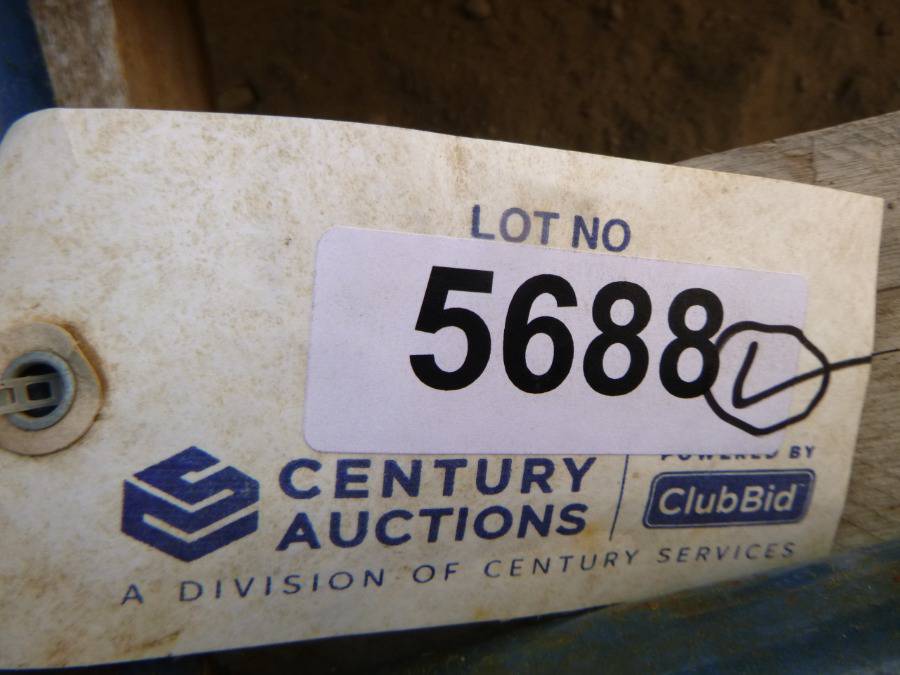 LOT NO
5688
CENTURY
AUCTIONS
POWERED BY
ClubBid
A DIVISION OF CENTURY SERVICES